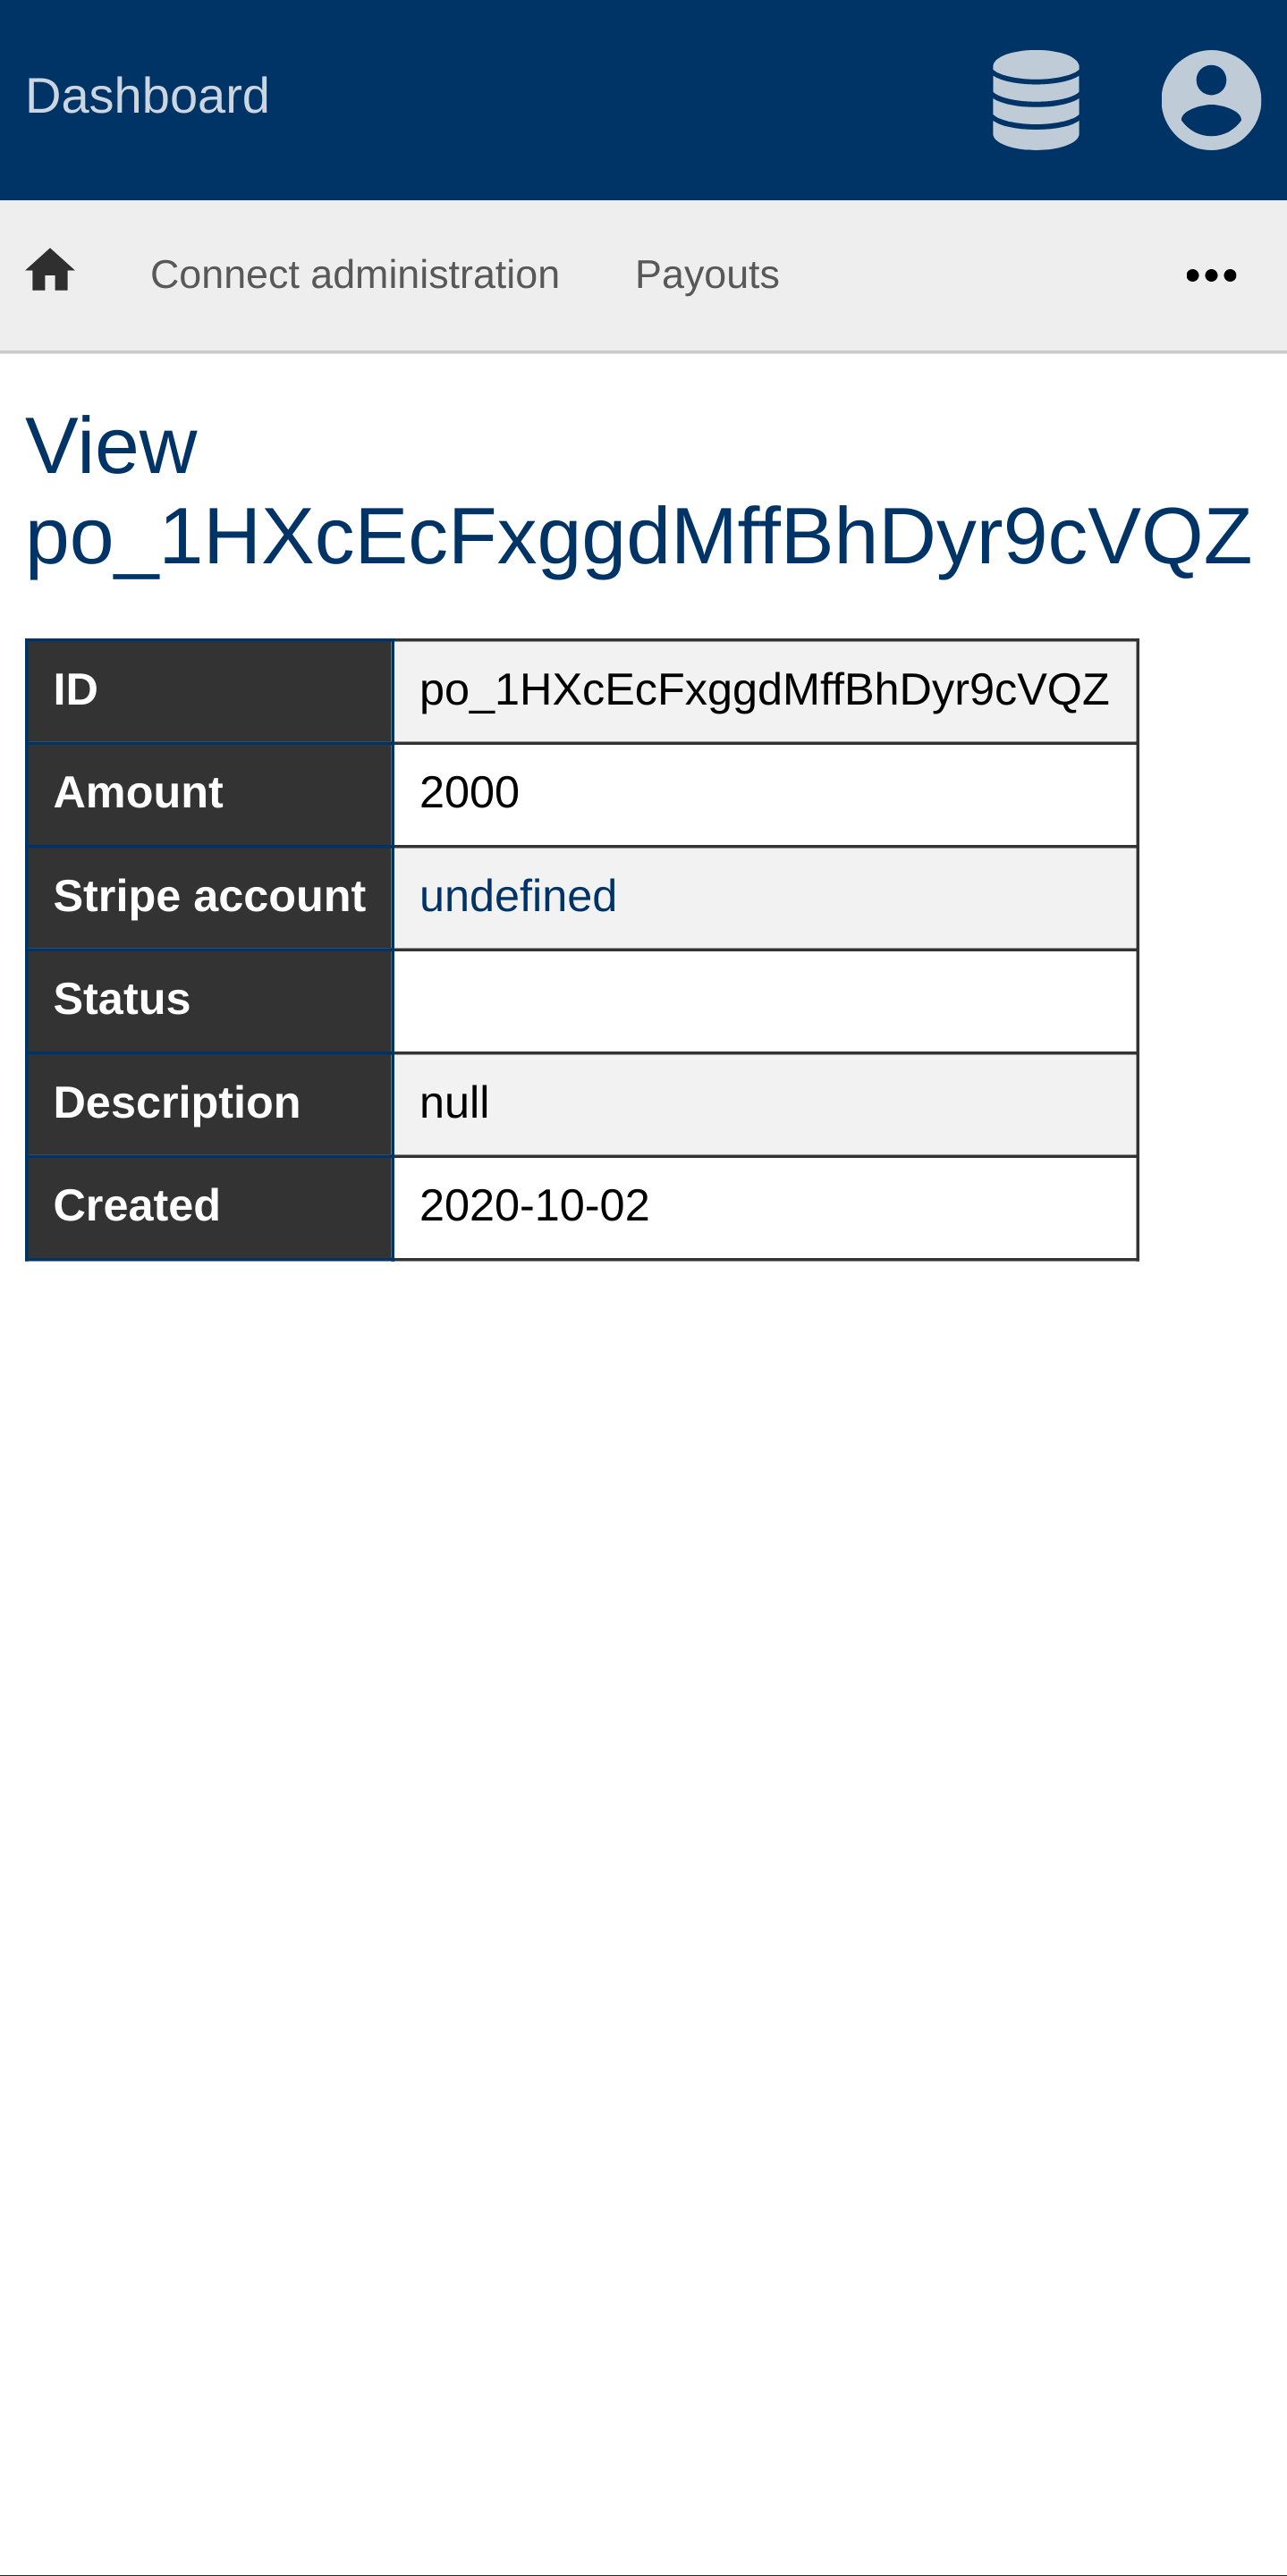 Dashboard
Connect administration Payouts
View
po_1HXcEcFxggdMffBhDyr9cVQZ
ID po_1HXcEcFxggdMffBhDyr9cVQZ
Amount 2000
Stripe account undefined
Status
Description null
Created 2020-10-02